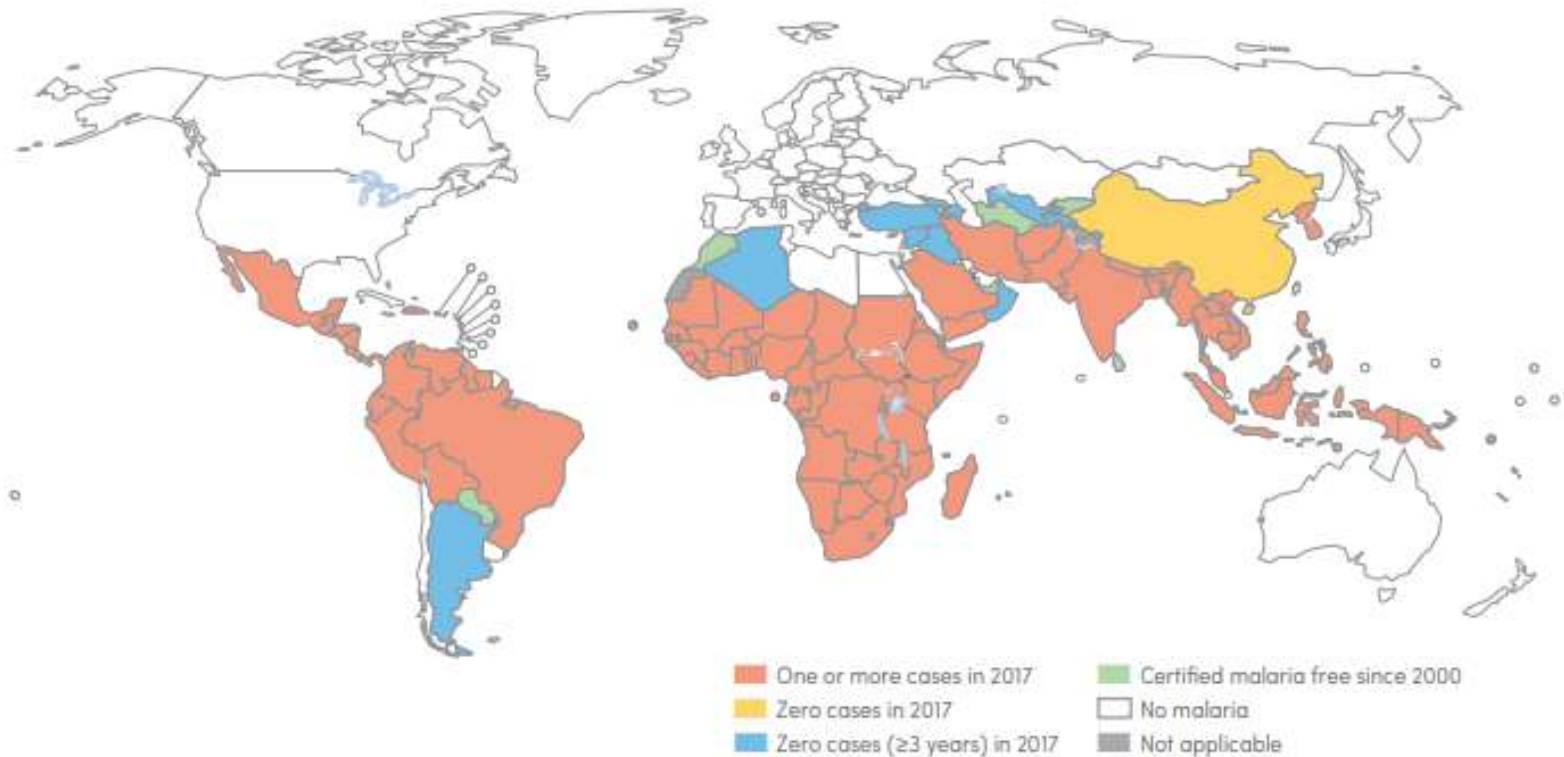 One or more cases in 2017
Zero cases in 2017
Zero cases (≥3 years) in 2017
Certified malaria free since 2000
No malaria
Not applicable